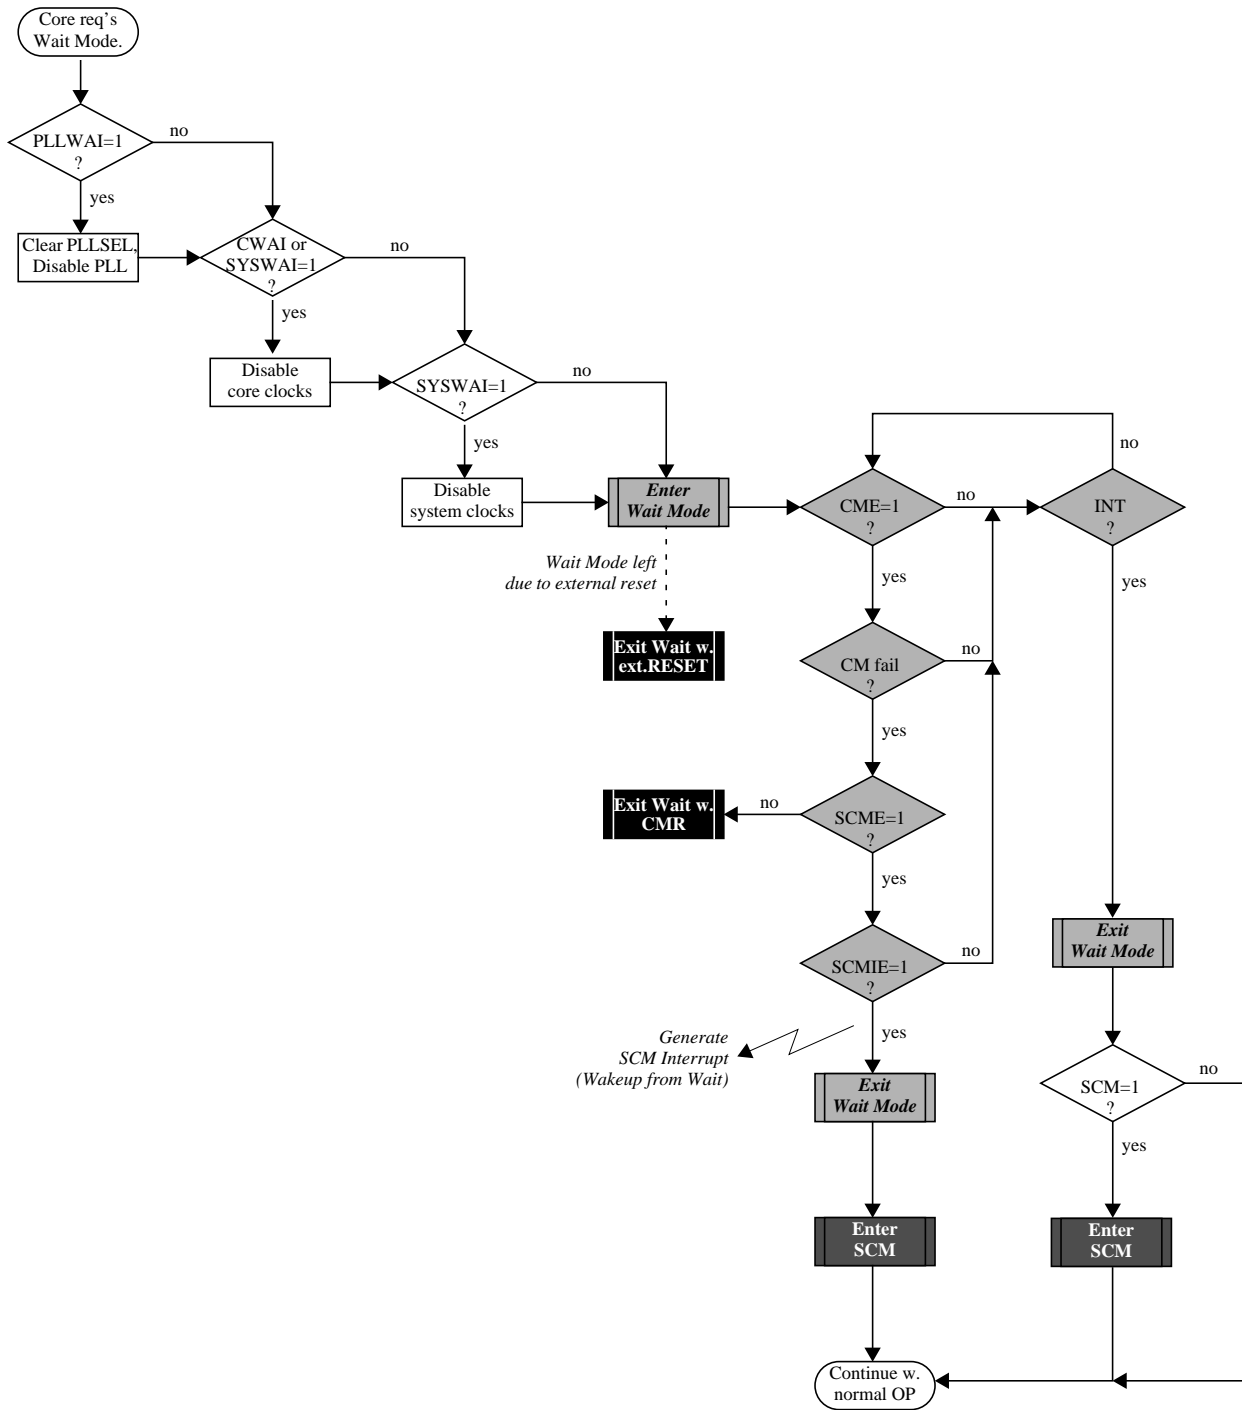 Core req's
Wait Mode.
PLLWAI=1
?
no
yes
Clear PLLSEL,
Disable PLL
CWAI or
SYSWAI=1
?
no
yes
Disable
core clocks
SYSWAI=1
?
no
yes
Disable
system clocks
Enter
Wait Mode
Wait Mode left
due to external reset
Exit Wait w.
ext.RESET
CME=1
?
no
yes
INT
?
no
yes
CM fail
?
no
yes
SCME=1
?
no
yes
Exit Wait w.
CMR
SCMIE=1
?
no
yes
Generate
SCM Interrupt
(Wakeup from Wait)
Exit
Wait Mode
Enter
SCM
Exit
Wait Mode
SCM=1
?
no
yes
Enter
SCM
Continue w.
normal OP